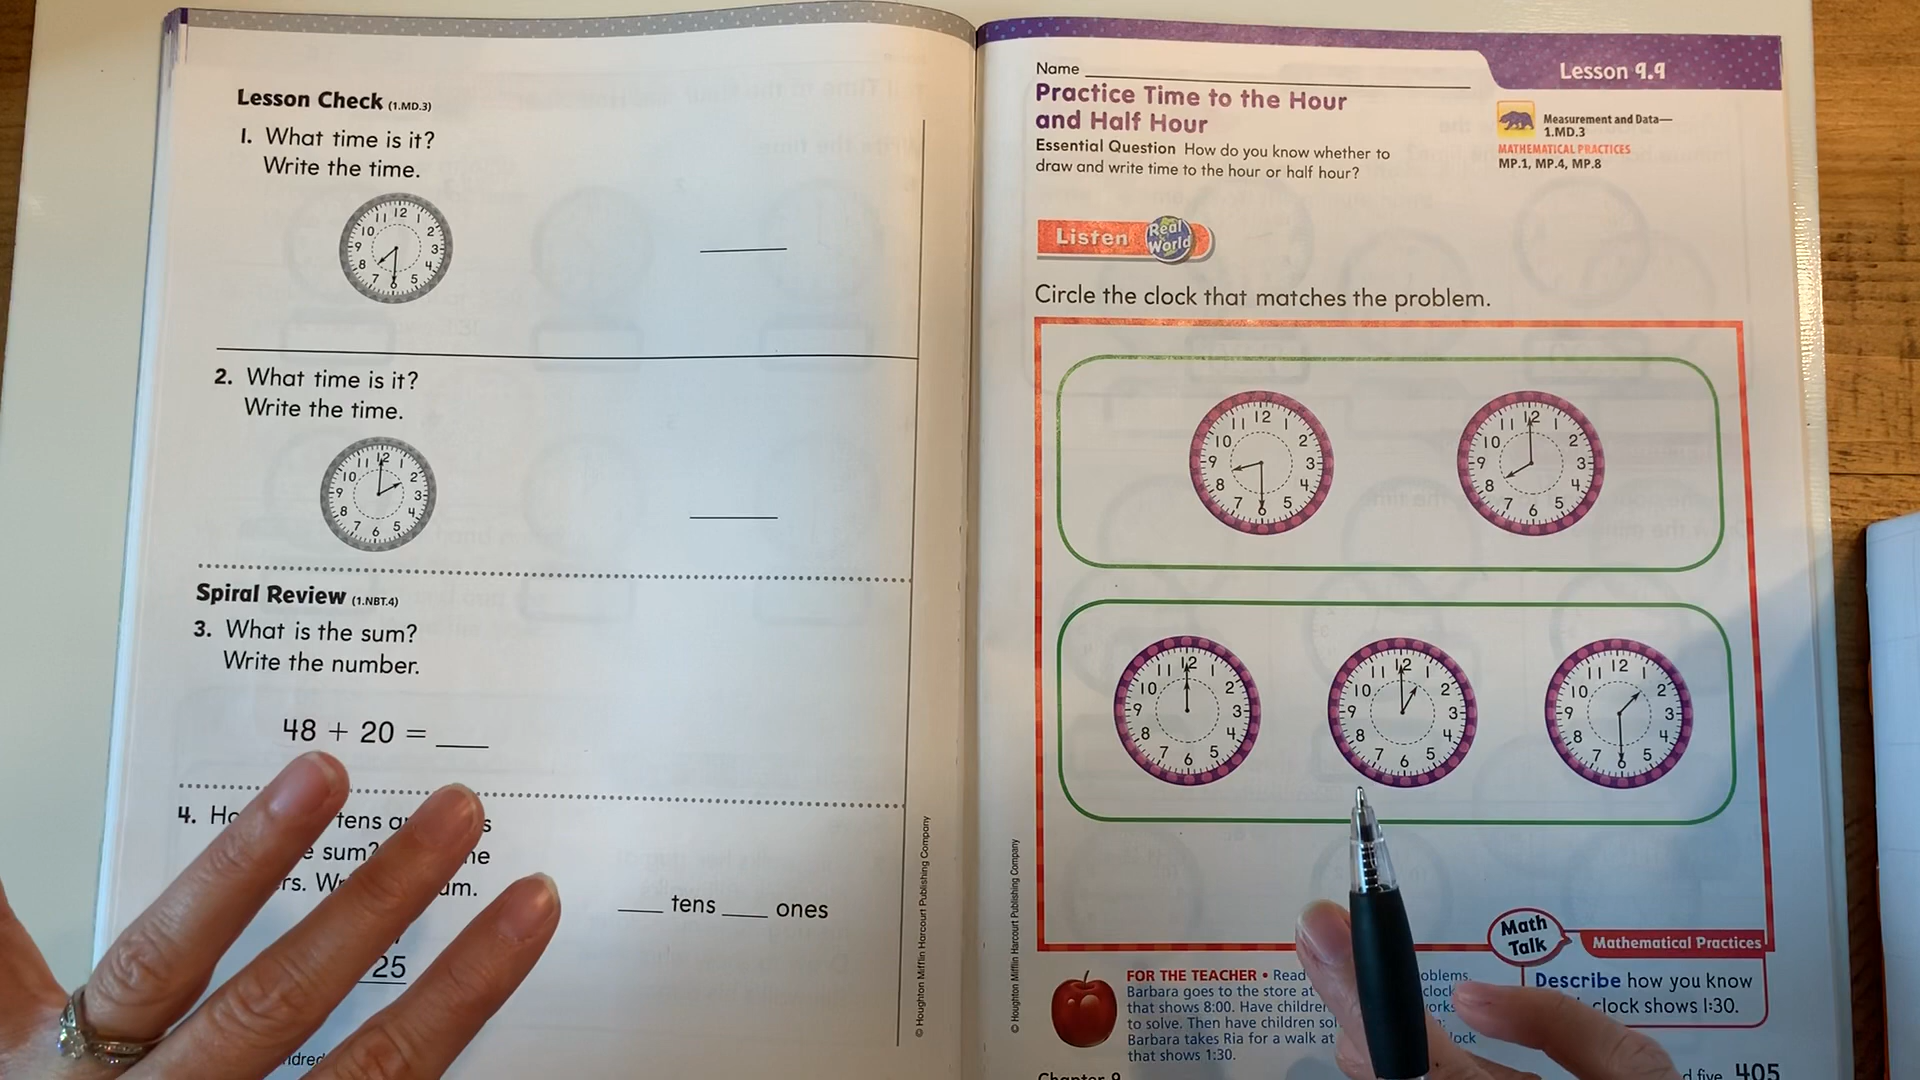 Lesson Check (1.MD.3)
1. What time is it?
Write the time.
2. What time is it?
Write the time.
Spiral Review (1.NBT.4)
3. What is the sum?
Write the number.
48 + 20 = ___
4.
tens
sum?
25
___ tens ___ ones
© Houghton Mifflin Harcourt Publishing Company
Name
Lesson 9.9
Practice Time to the Hour
and Half Hour
Essential Question How do you know whether to
draw and write time to the hour or half hour?
Measurement and Data—
1.MD.3
MATHEMATICAL PRACTICES
MP.1, MP.4, MP.8
Listen
Real
World
Circle the clock that matches the problem.
© Houghton Mifflin Harcourt Publishing Company
Math
Talk
Mathematical Practices
Describe how you know
clock shows 1:30.
FOR THE TEACHER • Read
Barbara goes to the store at
that shows 8:00. Have
to solve. Then have children
Barbara takes Ria for a walk at
that shows 1:30.
Chapter 9
five 405